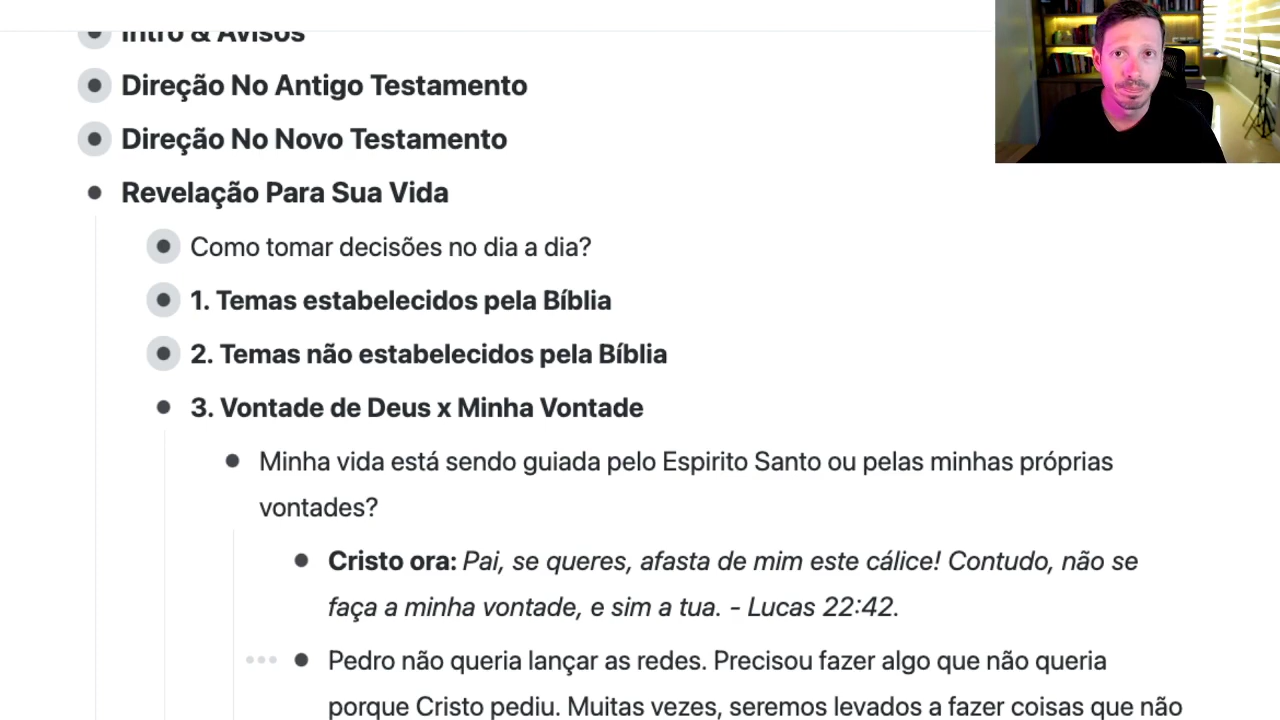 Intro & Avisos
Direção No Antigo Testamento
Direção No Novo Testamento
Revelação Para Sua Vida
Como tomar decisões no dia a dia?
1. Temas estabelecidos pela Bíblia
2. Temas não estabelecidos pela Bíblia
3. Vontade de Deus x Minha Vontade
Minha vida está sendo guiada pelo Espirito Santo ou pelas minhas próprias
vontades?
Cristo ora: Pai, se queres, afasta de mim este cálice! Contudo, não se
faça a minha vontade, e sim a tua. - Lucas 22:42.
Pedro não queria lançar as redes. Precisou fazer algo que não queria
porque Cristo pediu. Muitas vezes, seremos levados a fazer coisas que não